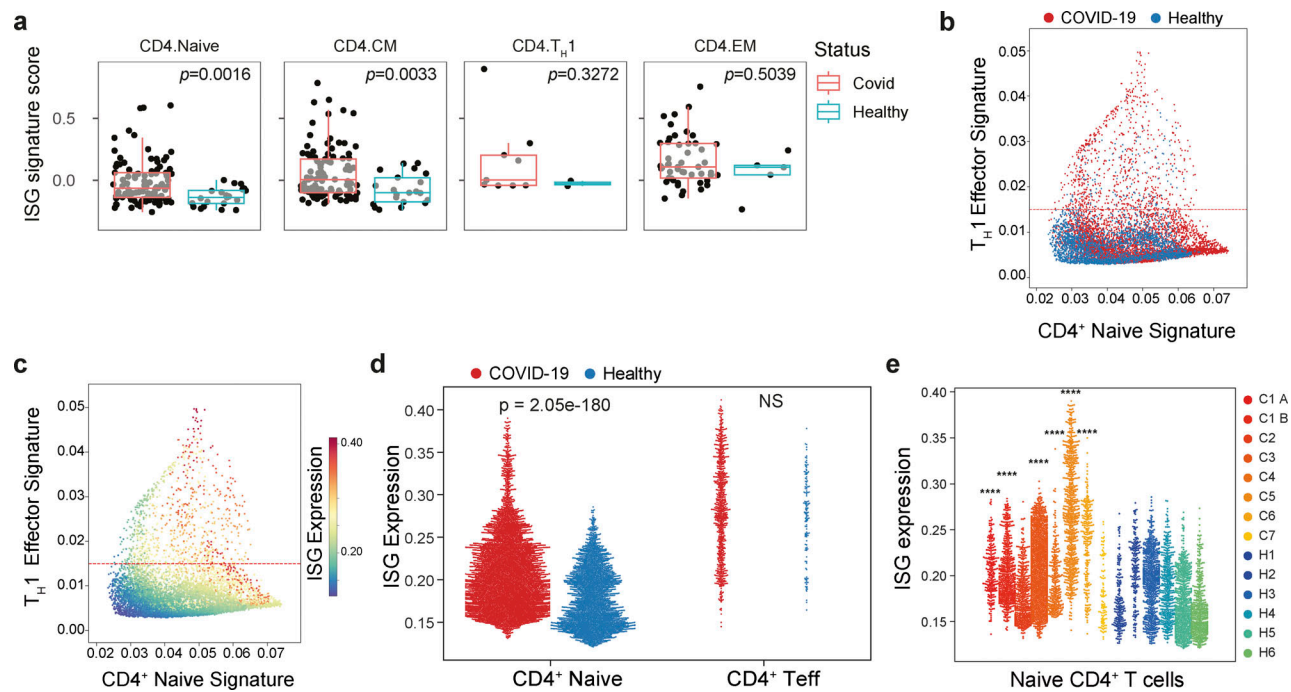 a
CD4.Naive
CD4.CM
CD4.TH1
CD4.EM
Status
p=0.0016
p=0.0033
p=0.3272
p=0.5039
Covid
Healthy
ISG signature score
0.5
0.0
b
COVID-19
Healthy
TH1 Effector Signature
0.05
0.04
0.03
0.02
0.01
0.00
0.02 0.03 0.04 0.05 0.06 0.07
CD4+ Naive Signature
c
TH1 Effector Signature
0.05
0.04
0.03
0.02
0.01
0.00
0.02 0.03 0.04 0.05 0.06 0.07
CD4+ Naive Signature
ISG Expression
0.40
0.20
d
COVID-19
Healthy
p = 2.05e-180
NS
ISG Expression
0.40
0.35
0.30
0.25
0.20
0.15
CD4+ Naive
CD4+ Teff
e
ISG expression
0.40
0.35
0.30
0.25
0.20
0.15
****
****
****
****
****
****
Naive CD4+ T cells
C1 A
C1 B
C2
C3
C4
C5
C6
C7
H1
H2
H3
H4
H5
H6